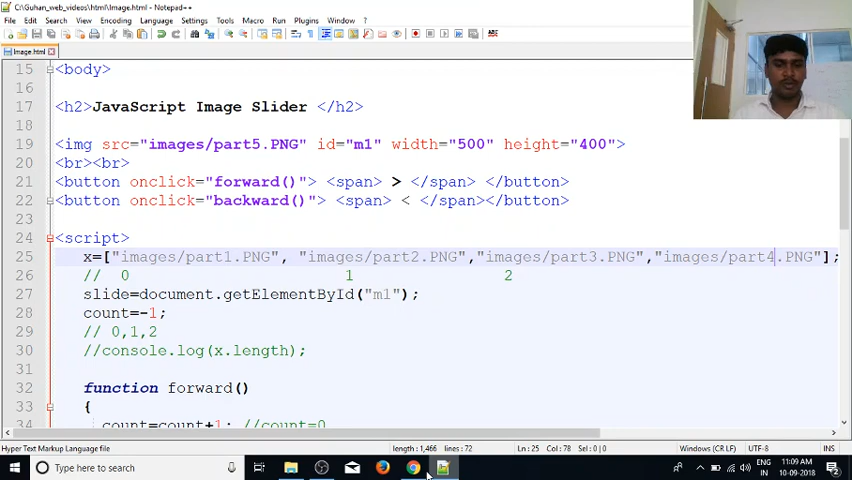 C:\Guhan_web_videos\html\Image.html - Notepad++
File Edit Search View Encoding Language Settings Tools Macro Run Plugins Window ?
Image.html
15 <body>
16
17 <h2>JavaScript Image Slider </h2>
18
19 <img src="images/part5.PNG" id="m1" width="500" height="400">
20 <br><br>
21 <button onclick="forward()"> <span> > </span> </button>
22 <button onclick="backward()"> <span> < </span></button>
23
24 <script>
25 x=["images/part1.PNG", "images/part2.PNG","images/part3.PNG","images/part4.PNG"];
26 // 0 1 2
27 slide=document.getElementById("m1");
28 count=-1;
29 // 0,1,2
30 //console.log(x.length);
31
32 function forward()
33 {
34 count=count+1; //count=0
Hyper Text Markup Language file length : 1,466 lines : 72 Ln : 25 Col : 78 Sel : 0 | 0 Windows (CR LF) UTF-8 INS
Type here to search
ENG 11:09 AM
IN 10-09-2018